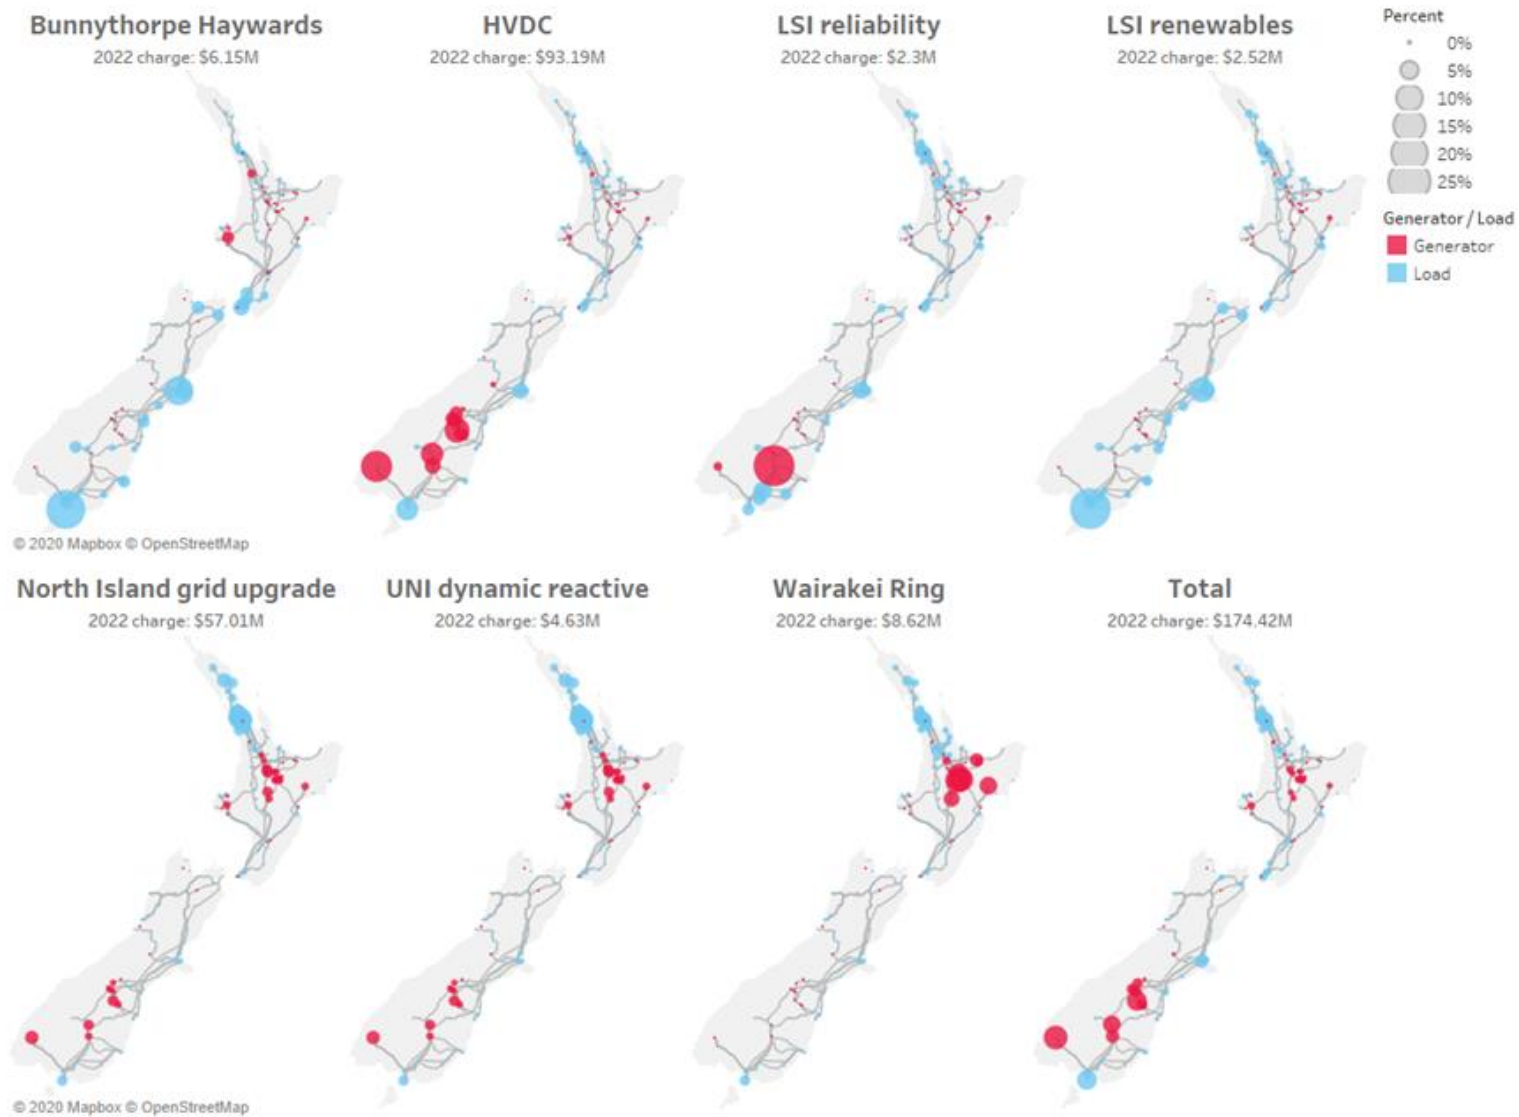 Bunnythorpe Haywards
2022 charge: $6.15M
HVDC
2022 charge: $93.19M
LSI reliability
2022 charge: $2.3M
LSI renewables
2022 charge: $2.52M
Percent
0%
5%
10%
15%
20%
25%
Generator / Load
Generator
Load
© 2020 Mapbox © OpenStreetMap
North Island grid upgrade
2022 charge: $57.01M
UNI dynamic reactive
2022 charge: $4.63M
Wairakei Ring
2022 charge: $8.62M
Total
2022 charge: $174.42M
© 2020 Mapbox © OpenStreetMap